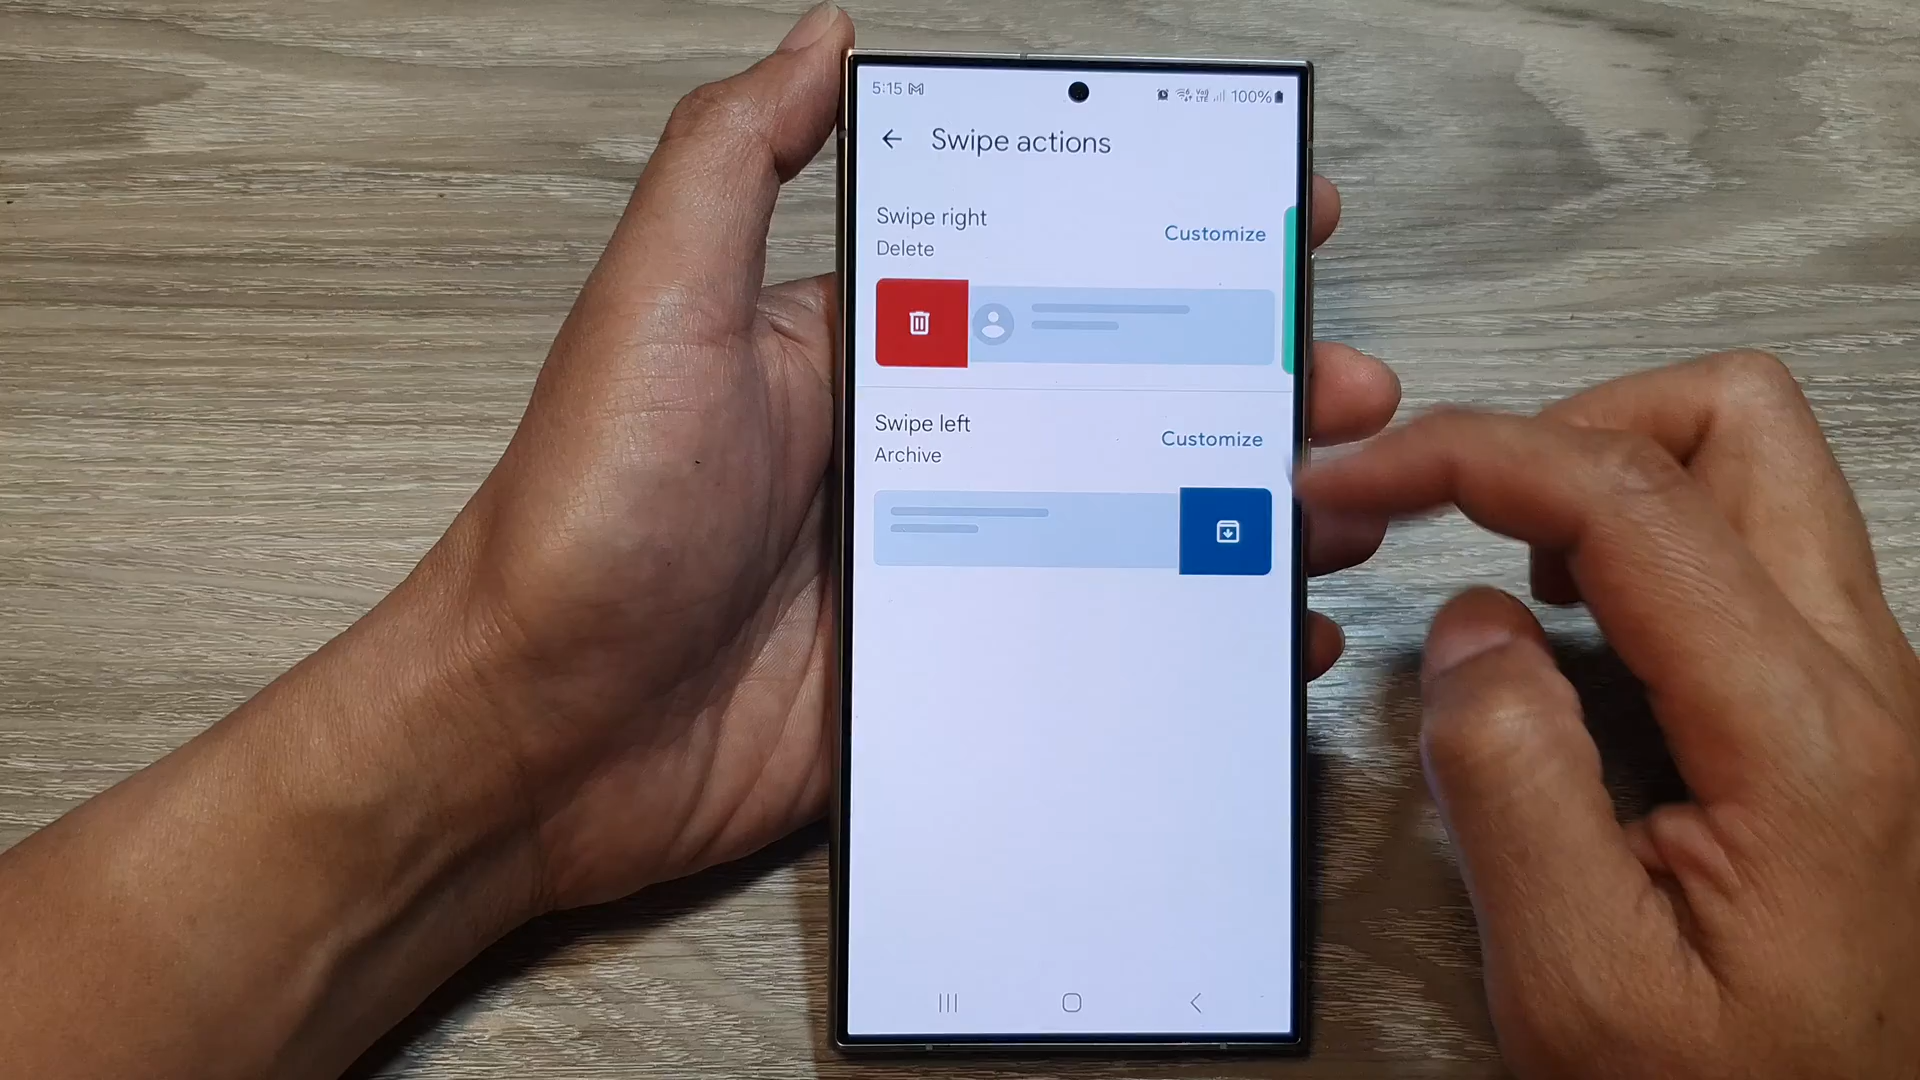 5:15
100%
Swipe actions
Swipe right
Delete
Customize
Swipe left
Archive
Customize